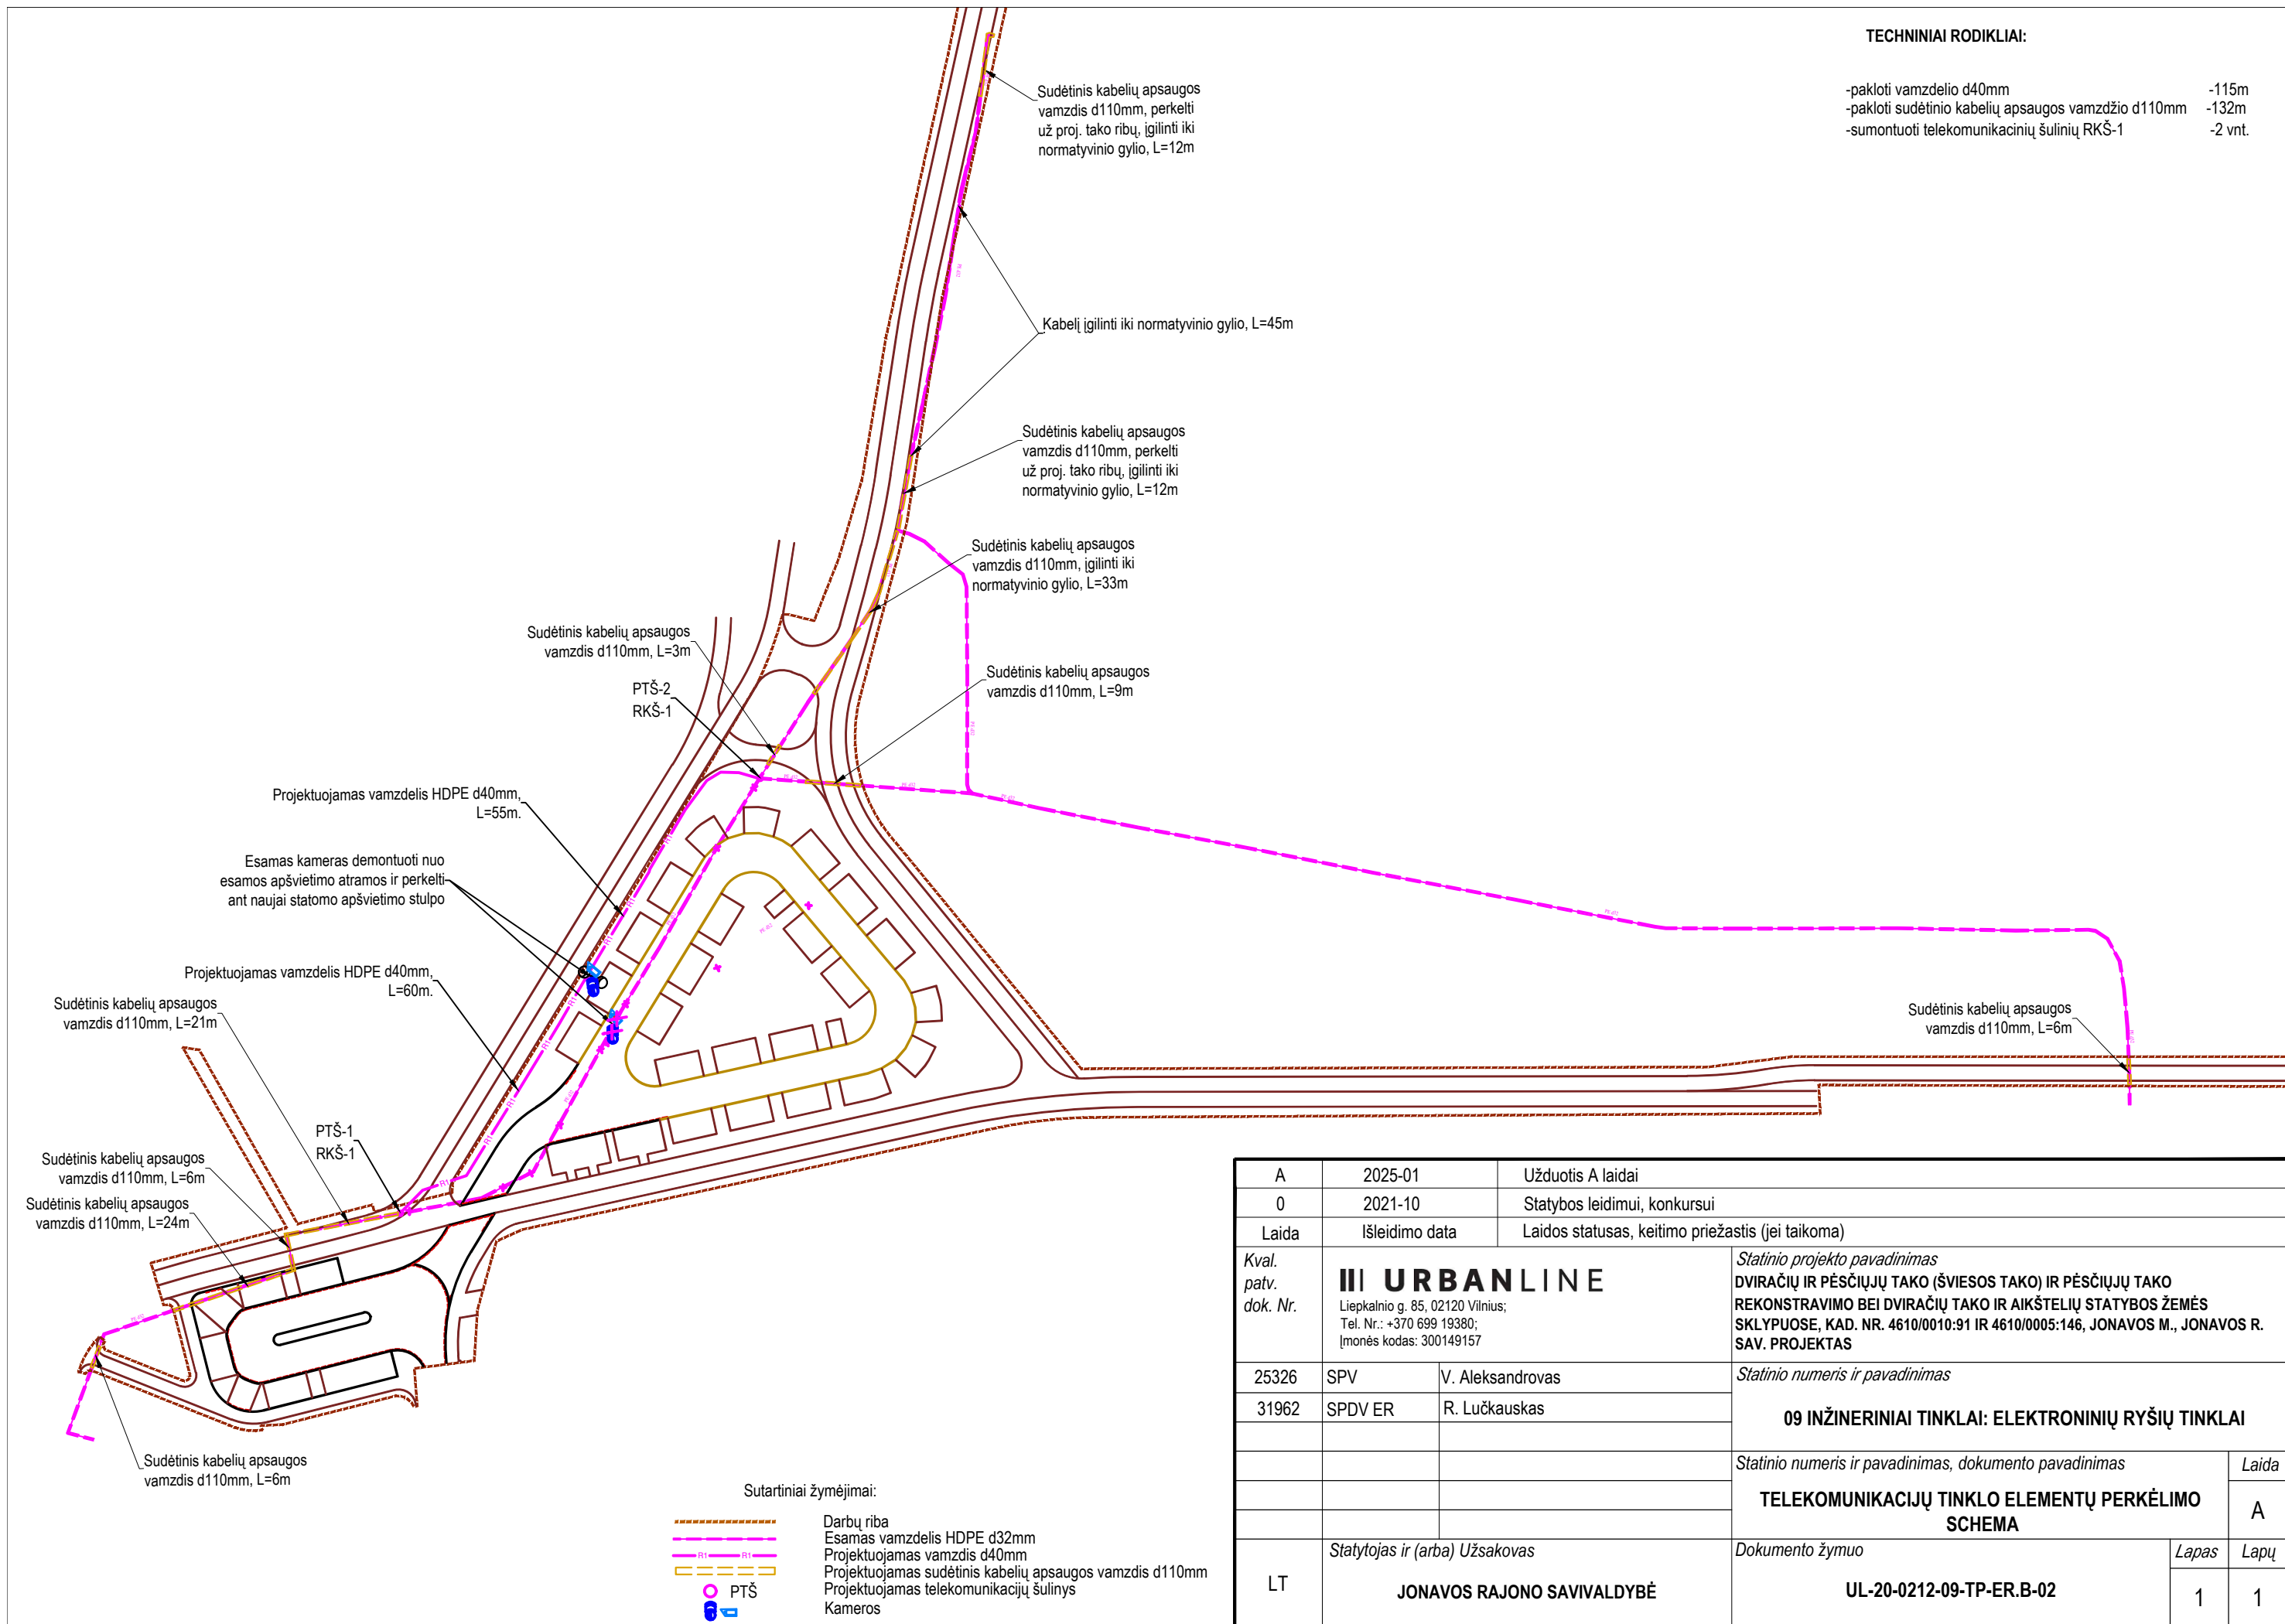 TECHNINIAI RODIKLIAI:
-pakloti vamzdelio d40mm -115m
-pakloti sudėtinio kabelių apsaugos vamzdžio d110mm -132m
-sumontuoti telekomunikacinių šulinių RKŠ-1 -2 vnt.
Sudėtinis kabelių apsaugos
vamzdis d110mm, perkelti
už proj. tako ribų, įgilinti iki
normatyvinio gylio, L=12m
Kabelį įgilinti iki normatyvinio gylio, L=45m
Sudėtinis kabelių apsaugos
vamzdis d110mm, perkelti
už proj. tako ribų, įgilinti iki
normatyvinio gylio, L=12m
Sudėtinis kabelių apsaugos
vamzdis d110mm, įgilinti iki
normatyvinio gylio, L=33m
Sudėtinis kabelių apsaugos
vamzdis d110mm, L=3m
Sudėtinis kabelių apsaugos
vamzdis d110mm, L=9m
PTŠ-2
RKŠ-1
Projektuojamas vamzdelis HDPE d40mm,
L=55m.
Esamas kameras demontuoti nuo
esamos apšvietimo atramos ir perkelti
ant naujai statomo apšvietimo stulpo
Projektuojamas vamzdelis HDPE d40mm,
L=60m.
Sudėtinis kabelių apsaugos
vamzdis d110mm, L=21m
Sudėtinis kabelių apsaugos
vamzdis d110mm, L=6m
PTŠ-1
RKŠ-1
Sudėtinis kabelių apsaugos
vamzdis d110mm, L=6m
Sudėtinis kabelių apsaugos
vamzdis d110mm, L=24m
Sudėtinis kabelių apsaugos
vamzdis d110mm, L=6m
R1
R1
R1
R1
R1
R1
R1
R1
Sutartiniai žymėjimai:
Darbų riba
Esamas vamzdelis HDPE d32mm
R1 R1 Projektuojamas vamzdis d40mm
Projektuojamas sudėtinis kabelių apsaugos vamzdis d110mm
PTŠ Projektuojamas telekomunikacijų šulinys
Kameros
A 2025-01 Užduotis A laidai
0 2021-10 Statybos leidimui, konkursui
Laida Išleidimo data Laidos statusas, keitimo priežastis (jei taikoma)
Kval.
patv.
dok. Nr.
URBANLINE
Liepkalnio g. 85, 02120 Vilnius;
Tel. Nr.: +370 699 19380;
Įmonės kodas: 300149157
Statinio projekto pavadinimas
DVIRAČIŲ IR PĖSČIŲJŲ TAKO (ŠVIESOS TAKO) IR PĖSČIŲJŲ TAKO
REKONSTRAVIMO BEI DVIRAČIŲ TAKO IR AIKŠTELIŲ STATYBOS ŽEMĖS
SKLYPUOSE, KAD. NR. 4610/0010:91 IR 4610/0005:146, JONAVOS M., JONAVOS R.
SAV. PROJEKTAS
25326 SPV V. Aleksandrovas
31962 SPDV ER R. Lučkauskas
Statinio numeris ir pavadinimas
09 INŽINERINIAI TINKLAI: ELEKTRONINIŲ RYŠIŲ TINKLAI
Statinio numeris ir pavadinimas, dokumento pavadinimas
Laida
TELEKOMUNIKACIJŲ TINKLO ELEMENTŲ PERKĖLIMO
SCHEMA
A
LT
Statytojas ir (arba) Užsakovas
JONAVOS RAJONO SAVIVALDYBĖ
Dokumento žymuo
UL-20-0212-09-TP-ER.B-02
Lapas Lapų
1 1